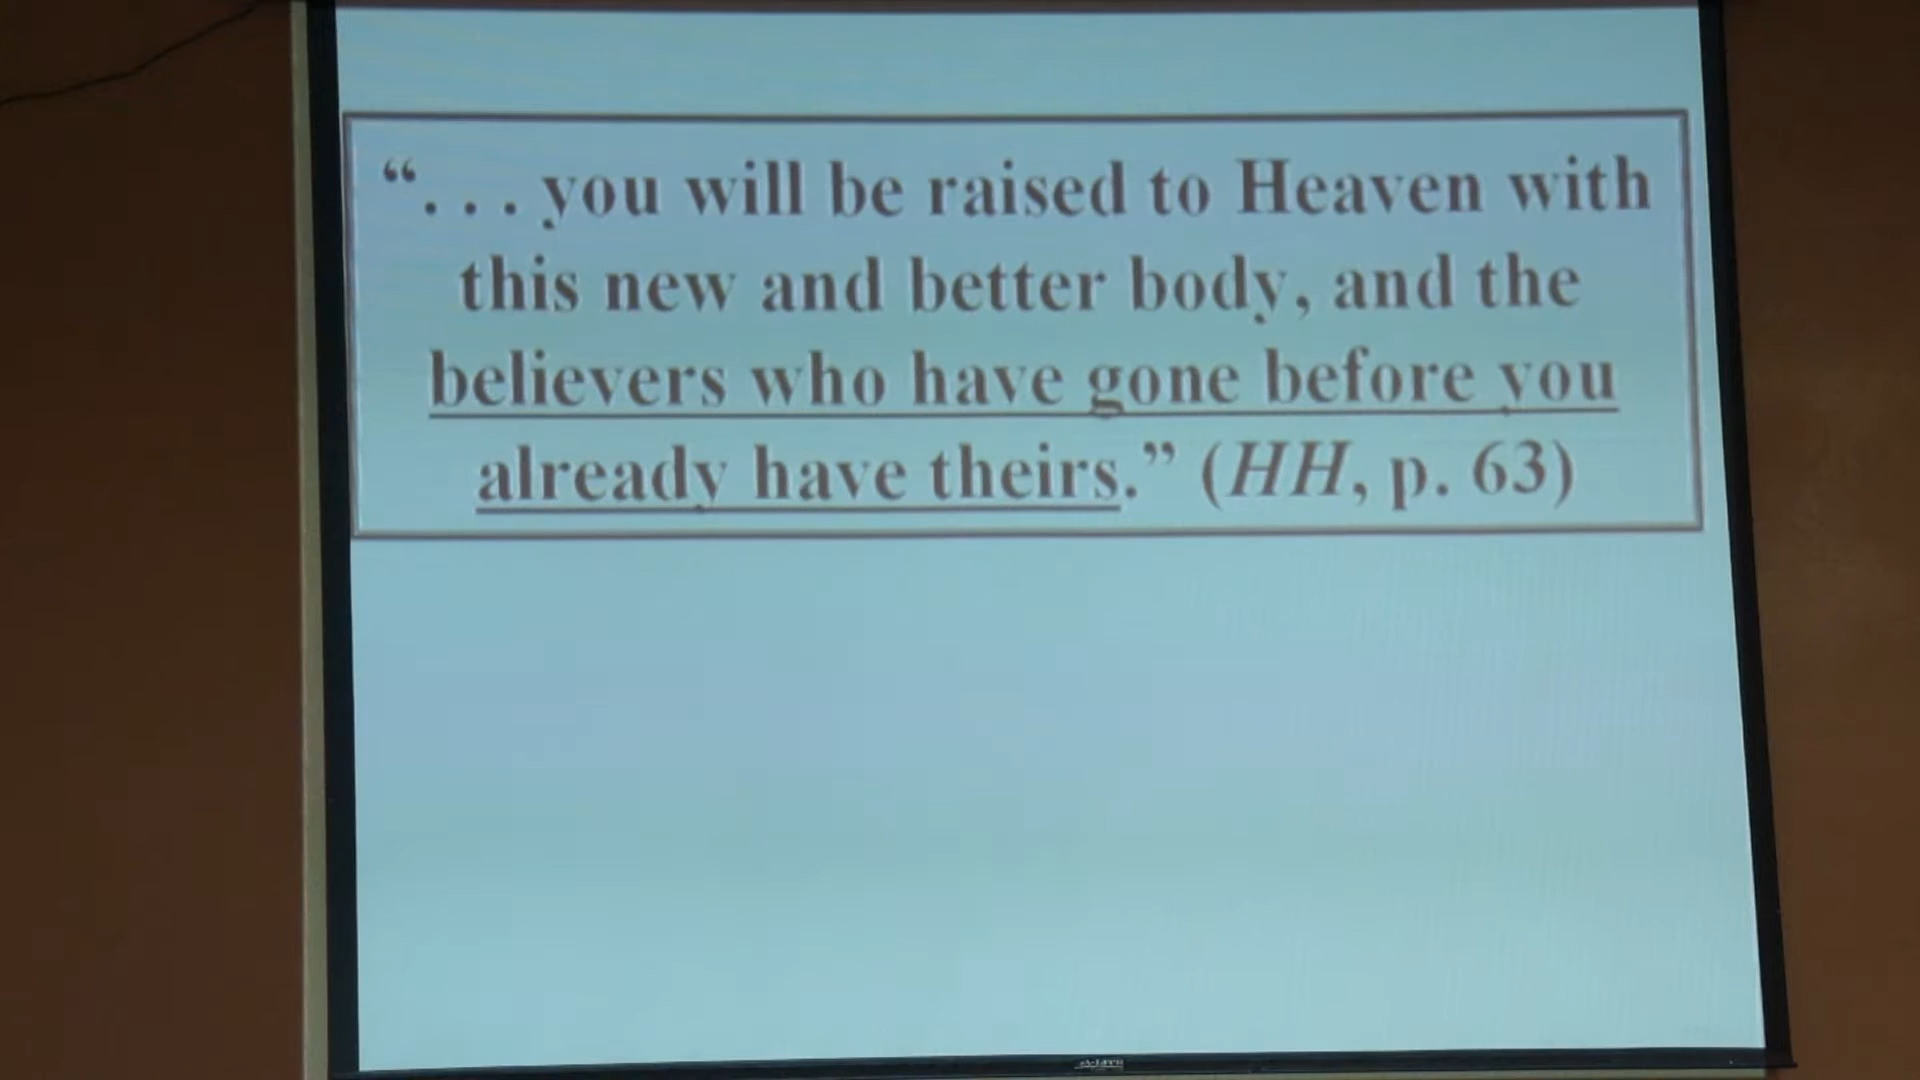 “. . . you will be raised to Heaven with
this new and better body, and the
believers who have gone before you
already have theirs.” (HH, p. 63)